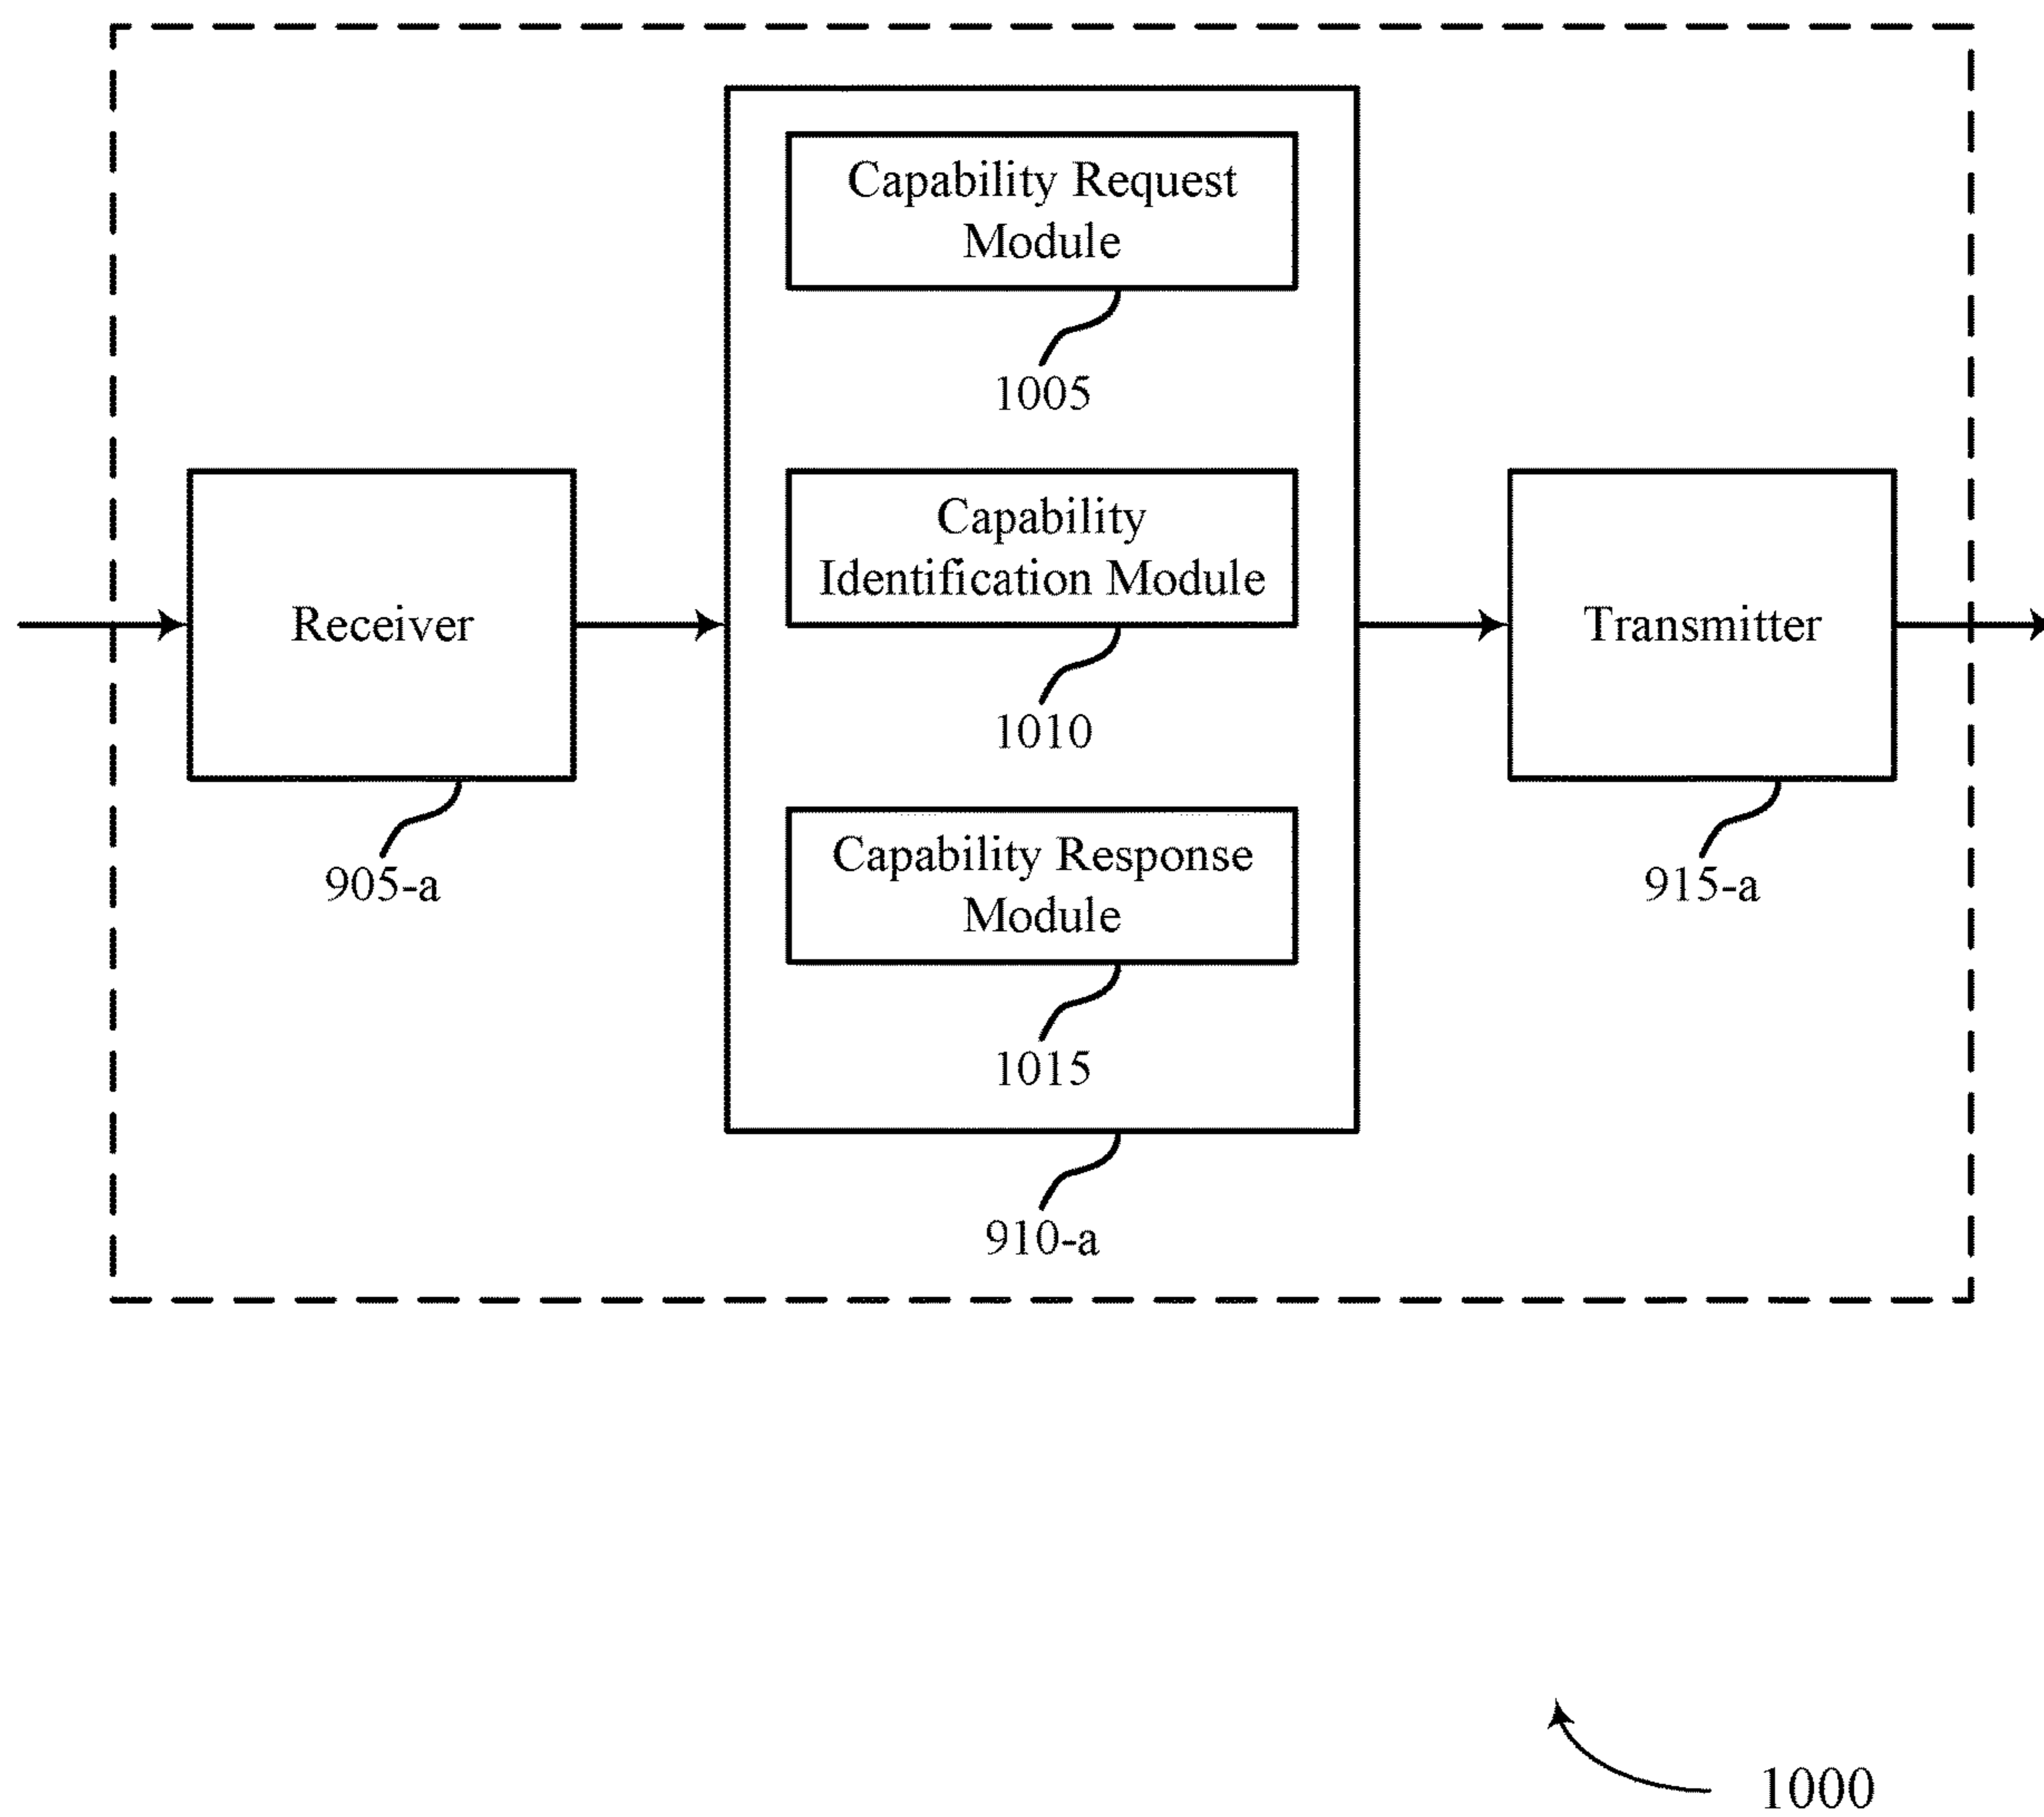 Capability Request
Module
1005
Capability
Identification Module
Receiver
Transmitter
1010
Capability Response
Module
905-a
915-a
1015
910-a
1000